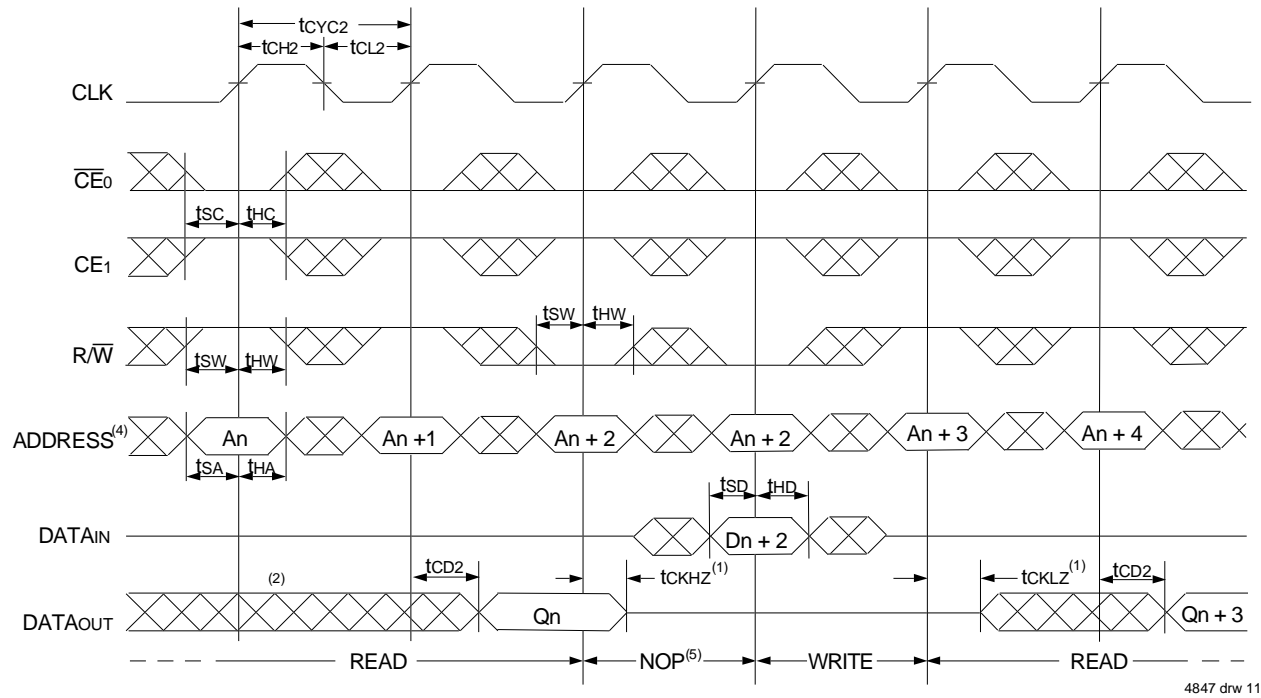 tCYC2
tCH2 tCL2
CLK
CE0
tSC tHC
CE1
tSW tHW
R/W
tSW tHW
ADDRESS(4) An An +1 An + 2 An + 2 An + 3 An + 4
tSA tHA
tSD tHD
DATAIN Dn + 2
tCD2 tCKHZ(1) tCKLZ(1) tCD2
(2)
DATAOUT Qn Qn + 3
READ NOP(5) WRITE READ
4847 drw 11